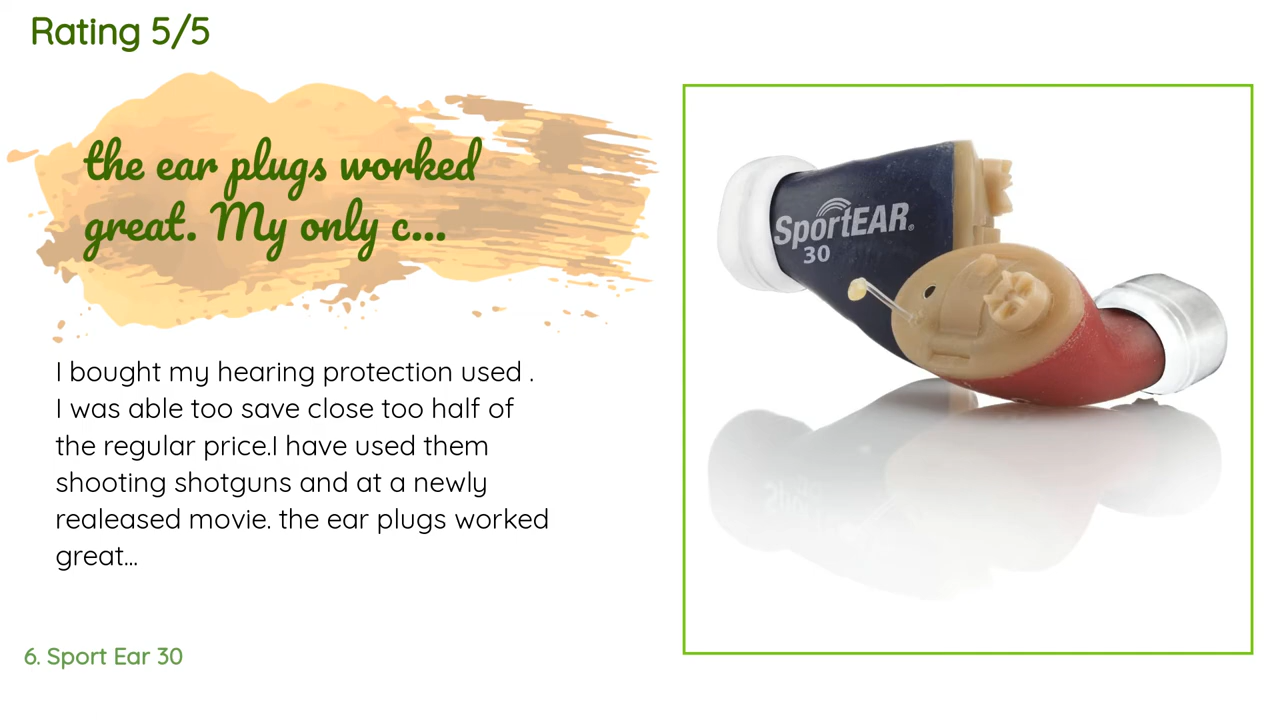 Rating 5/5
the ear plugs worked
great. My only c...
SportEAR®
30
I bought my hearing protection used .
I was able too save close too half of
the regular price.I have used them
shooting shotguns and at a newly
realeased movie. the ear plugs worked
great...
6. Sport Ear 30